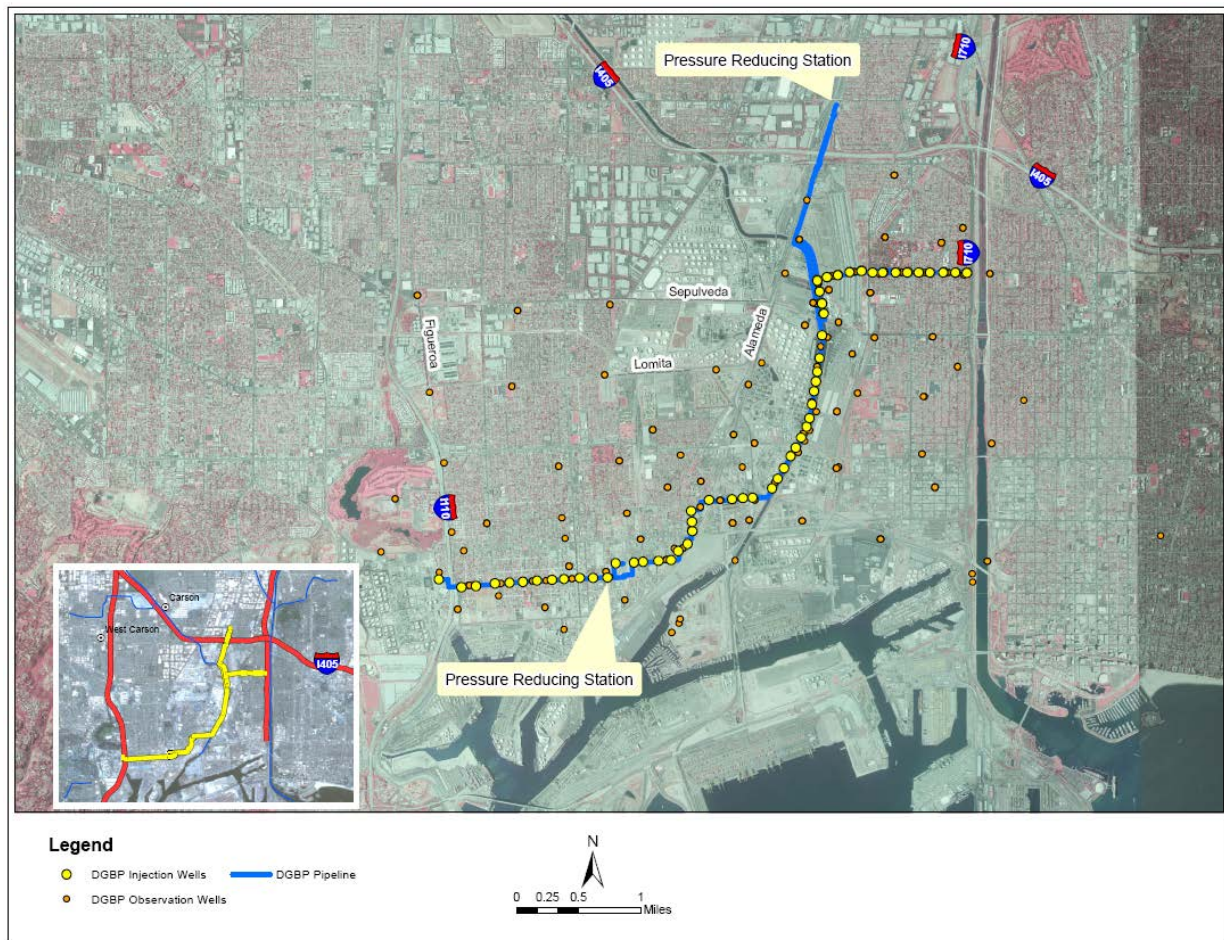 Pressure Reducing Station
I710
I405
I405
I710
Sepulveda
Figueroa
Alameda
Lomita
I110
Pressure Reducing Station
Carson
West Carson
I405
Legend
DGBP Injection Wells
DGBP Pipeline
DGBP Observation Wells
N
0 0.25 0.5 1
Miles